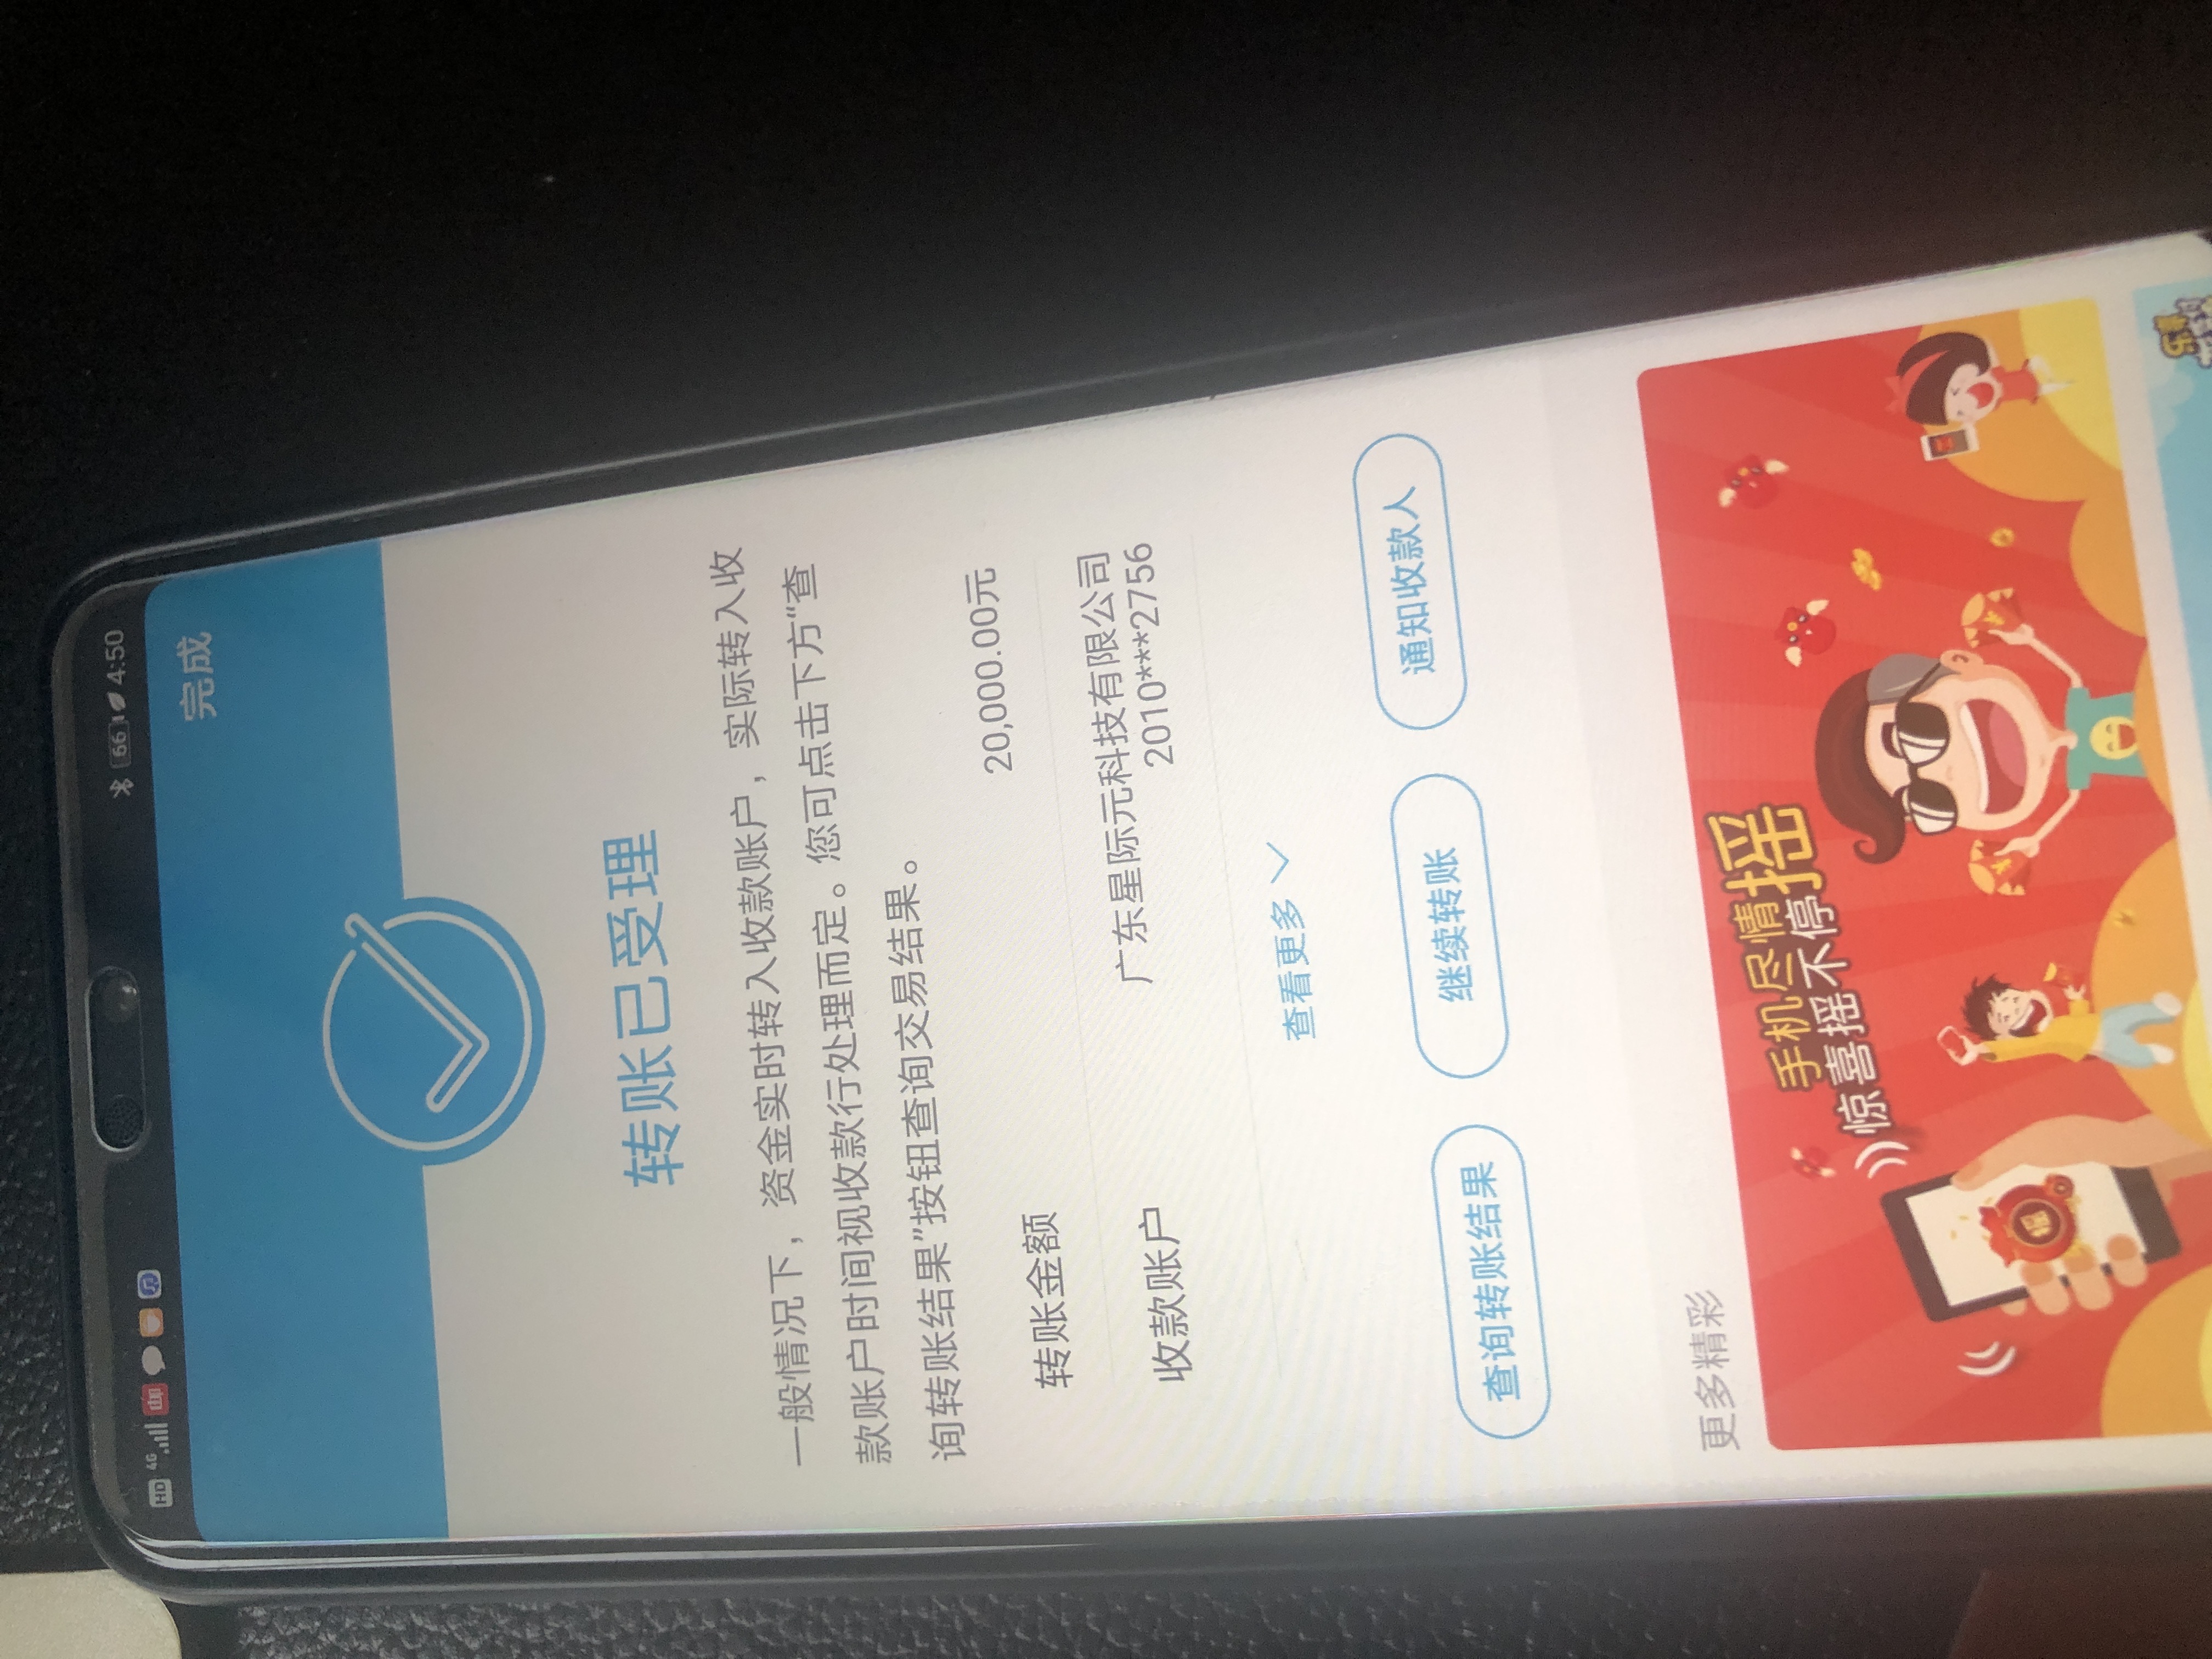 HD 4G 66 4:50
完成
转账已受理
一般情况下，资金实时转入收款账户，实际转入收
款账户时间视收款行处理而定。您可点击下方“查
询转账结果”按钮查询交易结果。
转账金额 20,000.00元
收款账户 广东星际元科技有限公司
2010***2756
查看更多
查询转账结果 继续转账 通知收款人
更多精彩
手机尽情摇
惊喜摇不停
摇